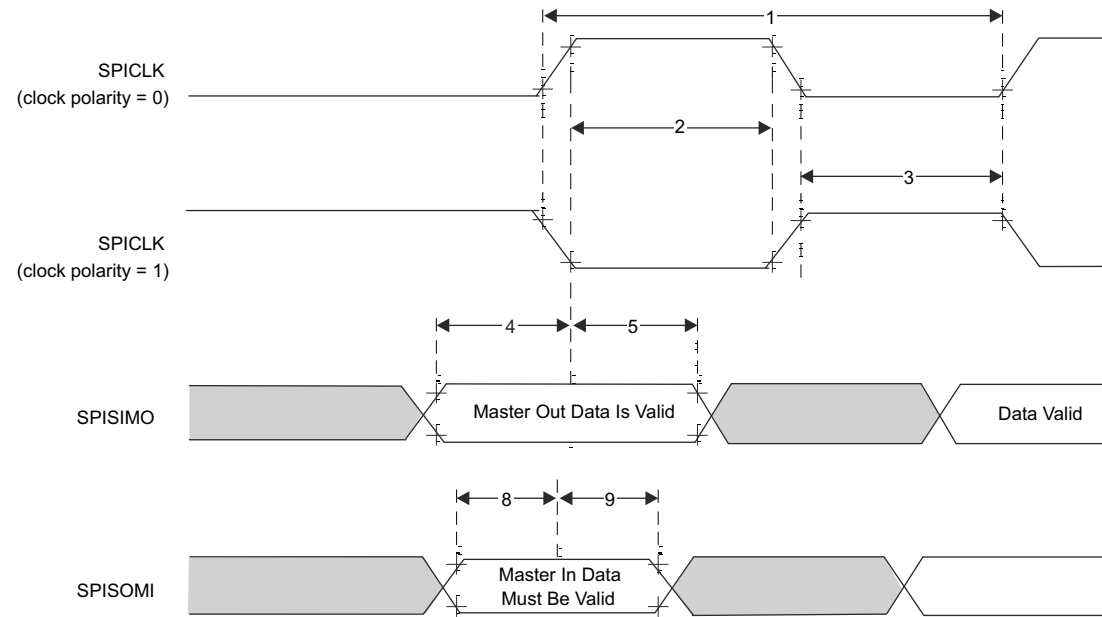 1
SPICLK
(clock polarity = 0)
2
3
SPICLK
(clock polarity = 1)
4
5
SPISIMO
Master Out Data Is Valid
Data Valid
8
9
SPISOMI
Master In Data
Must Be Valid